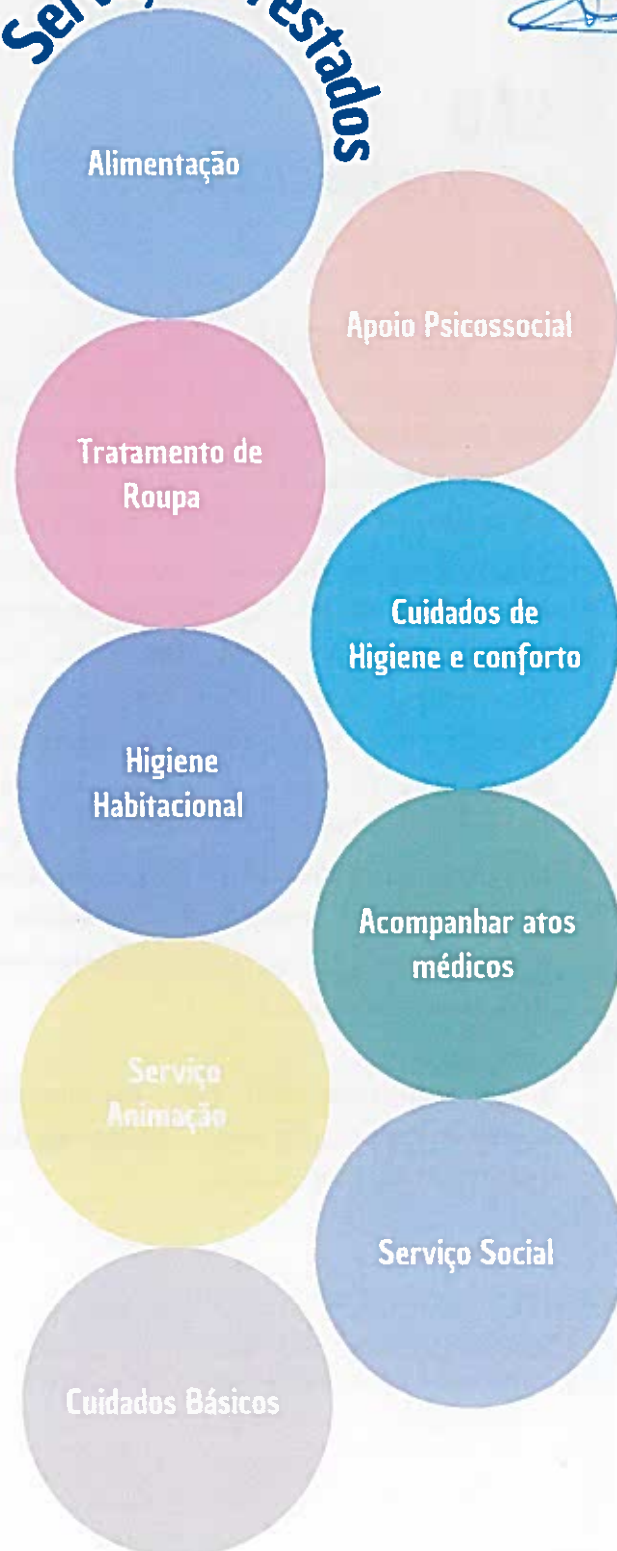 Alimentação
Apoio Psicossocial
Tratamento de
Roupa
Cuidados de
Higiene e conforto
Higiene
Habitacional
Acompanhar atos
médicos
Serviço
Animação
Serviço Social
Cuidados Básicos